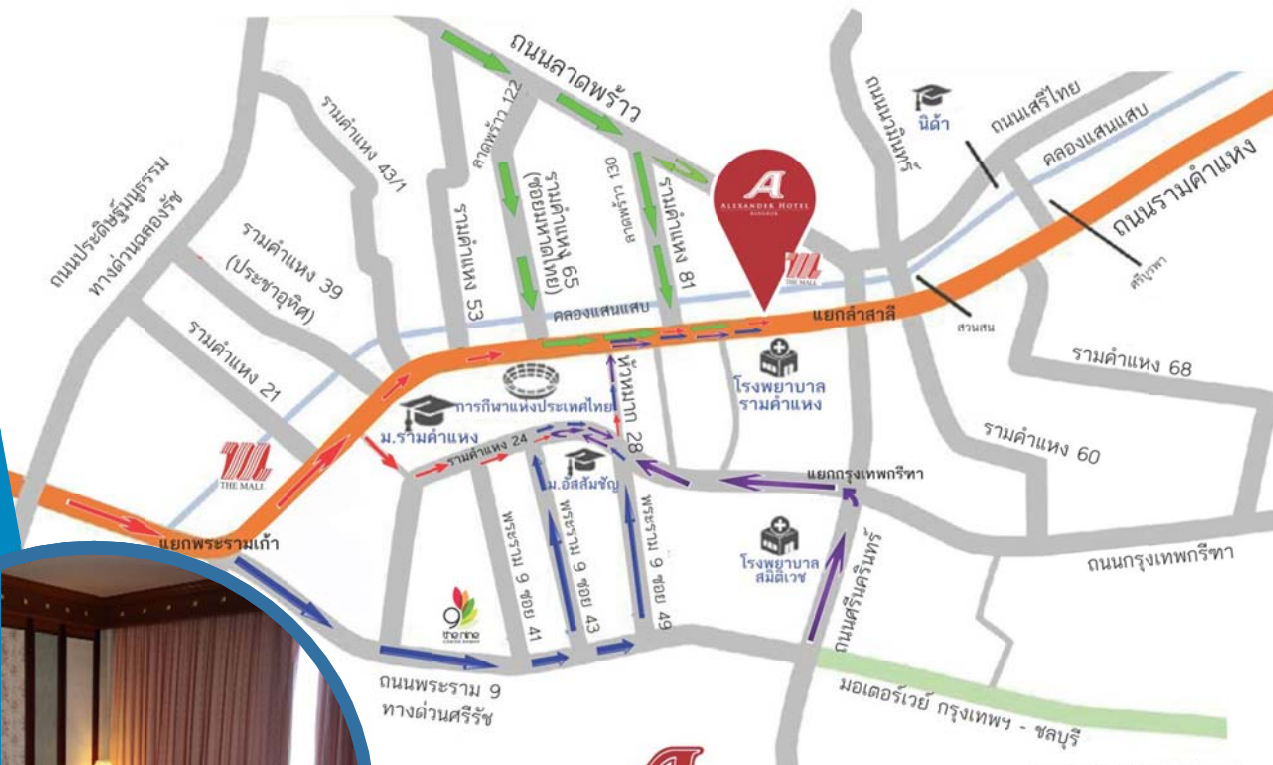 ถนนลาดพร้าว
ลาดพร้าว 122
รามคำแหง 43/1
ถนนนวมินทร์
นิด้า
ถนนเสรีไทย
คลองแสนแสบ
ถนนรามคำแหง
ศรีบูรพา
สวนสน
ถนนประดิษฐ์มนูธรรม
ทางด่วนฉลองรัช
รามคำแหง 39
(ประชาอุทิศ)
รามคำแหง 21
รามคำแหง 53
รามคำแหง 65
(ซอยมหาดไทย)
ลาดพร้าว 130
รามคำแหง 81
A
ALEXANDER HOTEL
BANGKOK
THE MALL
คลองแสนแสบ
แยกลำสาลี
โรงพยาบาล
รามคำแหง
รามคำแหง 68
รามคำแหง 60
การกีฬาแห่งประเทศไทย
ม.รามคำแหง
หัวหมาก 28
รามคำแหง 24
ม.อัสสัมชัญ
THE MALL
แยกพระรามเก้า
แยกกรุงเทพกรีฑา
ถนนกรุงเทพกรีฑา
โรงพยาบาล
สมิติเวช
ถนนศรีนครินทร์
พระราม 9 ซอย 41
พระราม 9 ซอย 43
พระราม 9 ซอย 49
9
the nine
ถนนพระราม 9
ทางด่วนศรีรัช
มอเตอร์เวย์ กรุงเทพฯ - ชลบุรี